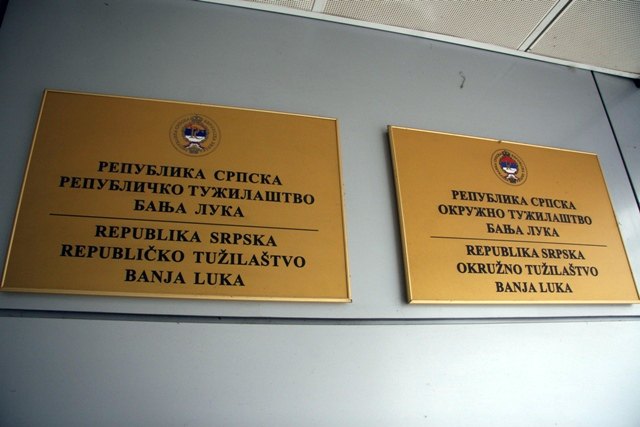 РЕПУБЛИКА СРПСКА
РЕПУБЛИЧКО ТУЖИЛАШТВО
БАЊА ЛУКА
REPUBLIKA SRPSKA
REPUBLIČKO TUŽILAŠTVO
BANJA LUKA
РЕПУБЛИКА СРПСКА
ОКРУЖНО ТУЖИЛАШТВО
БАЊА ЛУКА
REPUBLIKA SRPSKA
OKRUŽNO TUŽILAŠTVO
BANJA LUKA